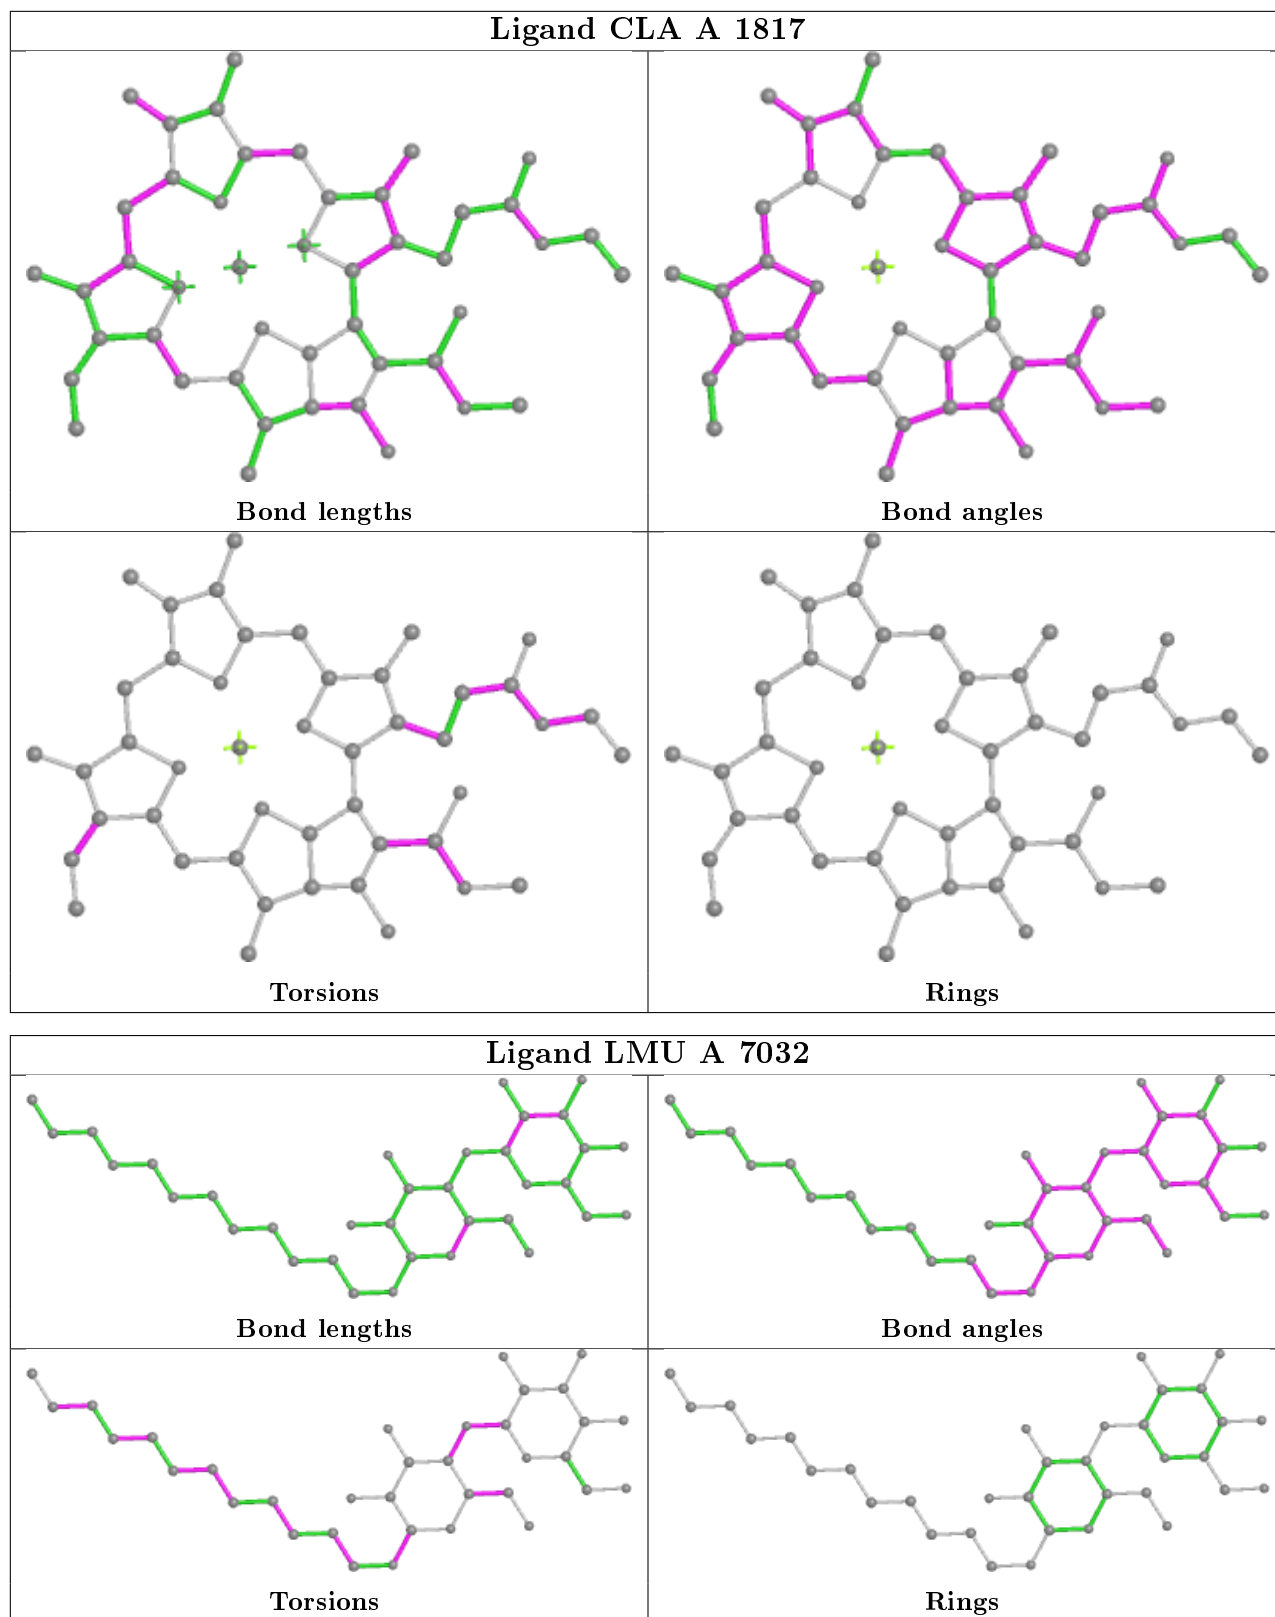 Ligand CLA A 1817
Bond lengths
Bond angles
Torsions
Rings
Ligand LMU A 7032
Bond lengths
Bond angles
Torsions
Rings